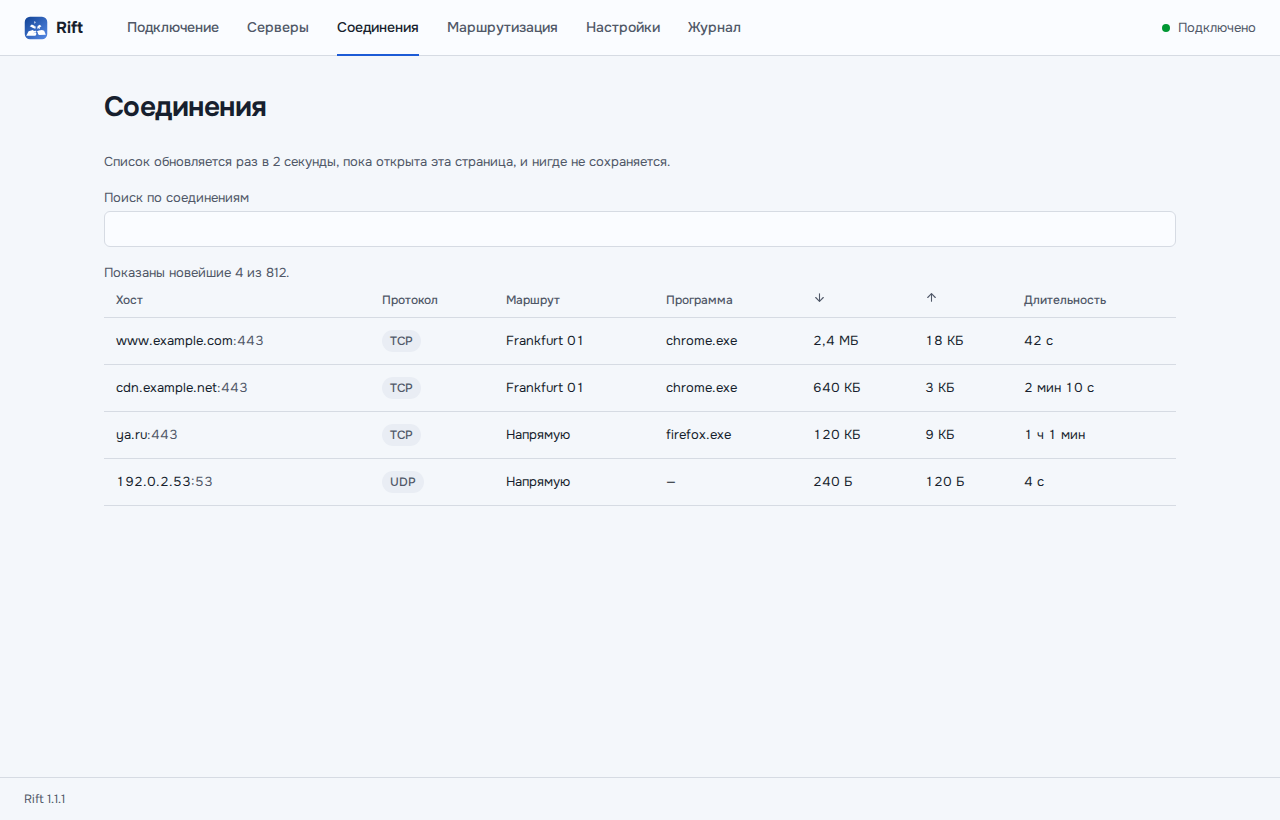 Rift Подключение Серверы Соединения Маршрутизация Настройки Журнал Подключено
Соединения
Список обновляется раз в 2 секунды, пока открыта эта страница, и нигде не сохраняется.
Поиск по соединениям
Показаны новейшие 4 из 812.
Хост Протокол Маршрут Программа ↓ ↑ Длительность
www.example.com:443 TCP Frankfurt 01 chrome.exe 2,4 МБ 18 КБ 42 с
cdn.example.net:443 TCP Frankfurt 01 chrome.exe 640 КБ 3 КБ 2 мин 10 с
ya.ru:443 TCP Напрямую firefox.exe 120 КБ 9 КБ 1 ч 1 мин
192.0.2.53:53 UDP Напрямую — 240 Б 120 Б 4 с
Rift 1.1.1